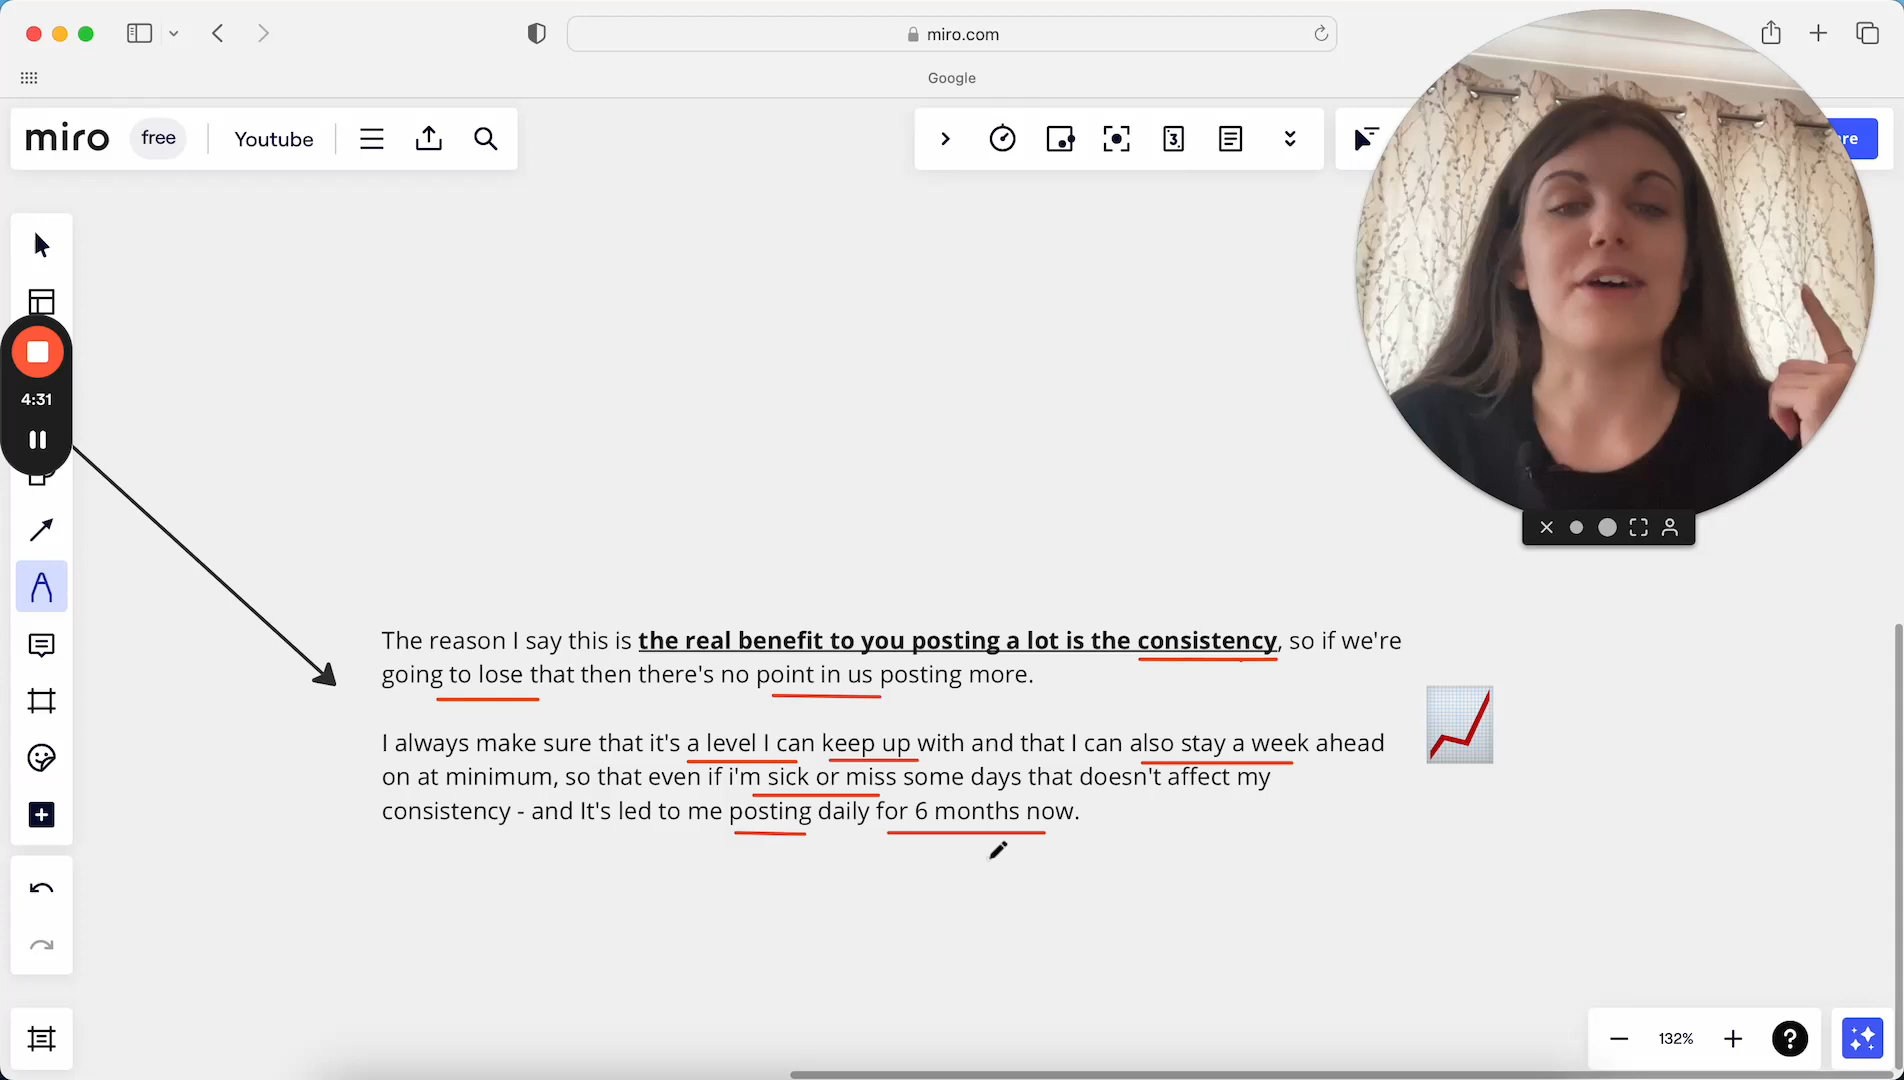 miro.com
Google
miro free Youtube
3
re
4:31
The reason I say this is the real benefit to you posting a lot is the consistency, so if we're
going to lose that then there's no point in us posting more.
I always make sure that it's a level I can keep up with and that I can also stay a week ahead
on at minimum, so that even if i'm sick or miss some days that doesn't affect my
consistency - and It's led to me posting daily for 6 months now.
132%
?